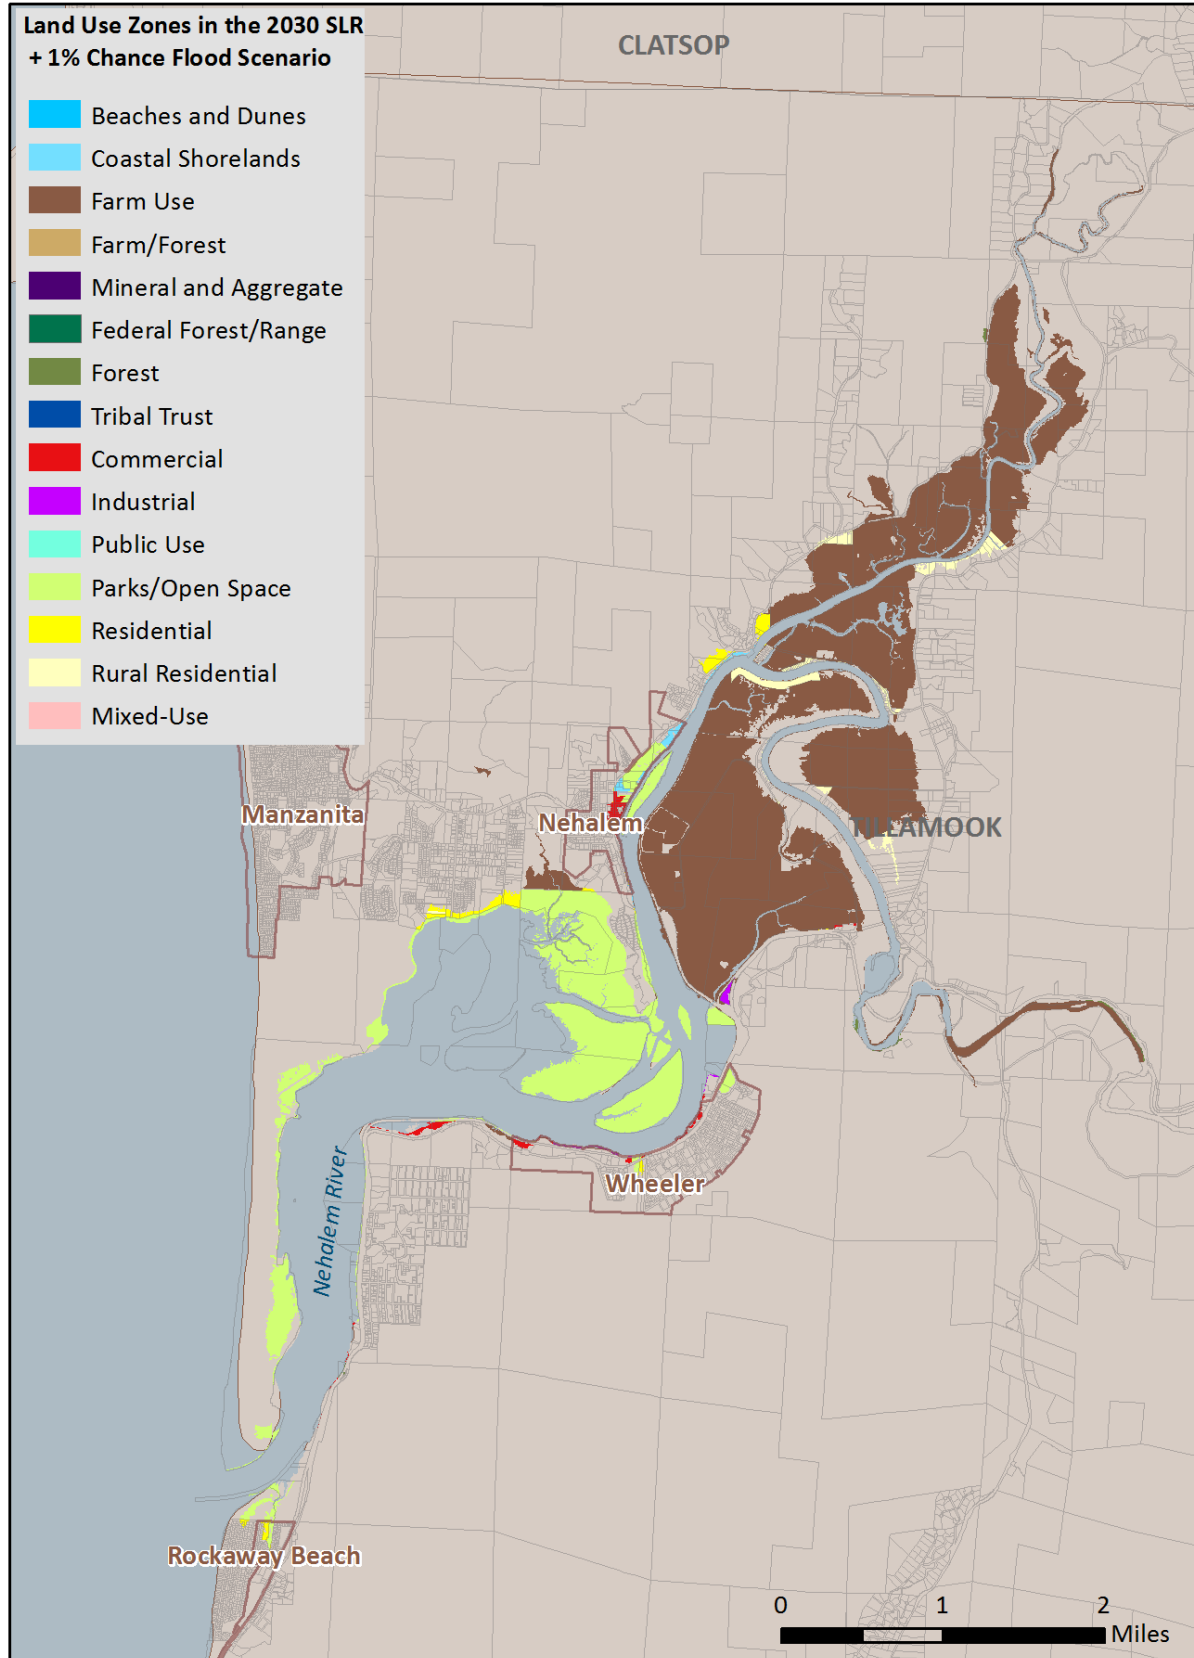 Land Use Zones in the 2030 SLR
+ 1% Chance Flood Scenario
Beaches and Dunes
Coastal Shorelands
Farm Use
Farm/Forest
Mineral and Aggregate
Federal Forest/Range
Forest
Tribal Trust
Commercial
Industrial
Public Use
Parks/Open Space
Residential
Rural Residential
Mixed-Use
CLATSOP
Manzanita
Nehalem
TILLAMOOK
Wheeler
Nehalem River
Rockaway Beach
0 1 2
Miles